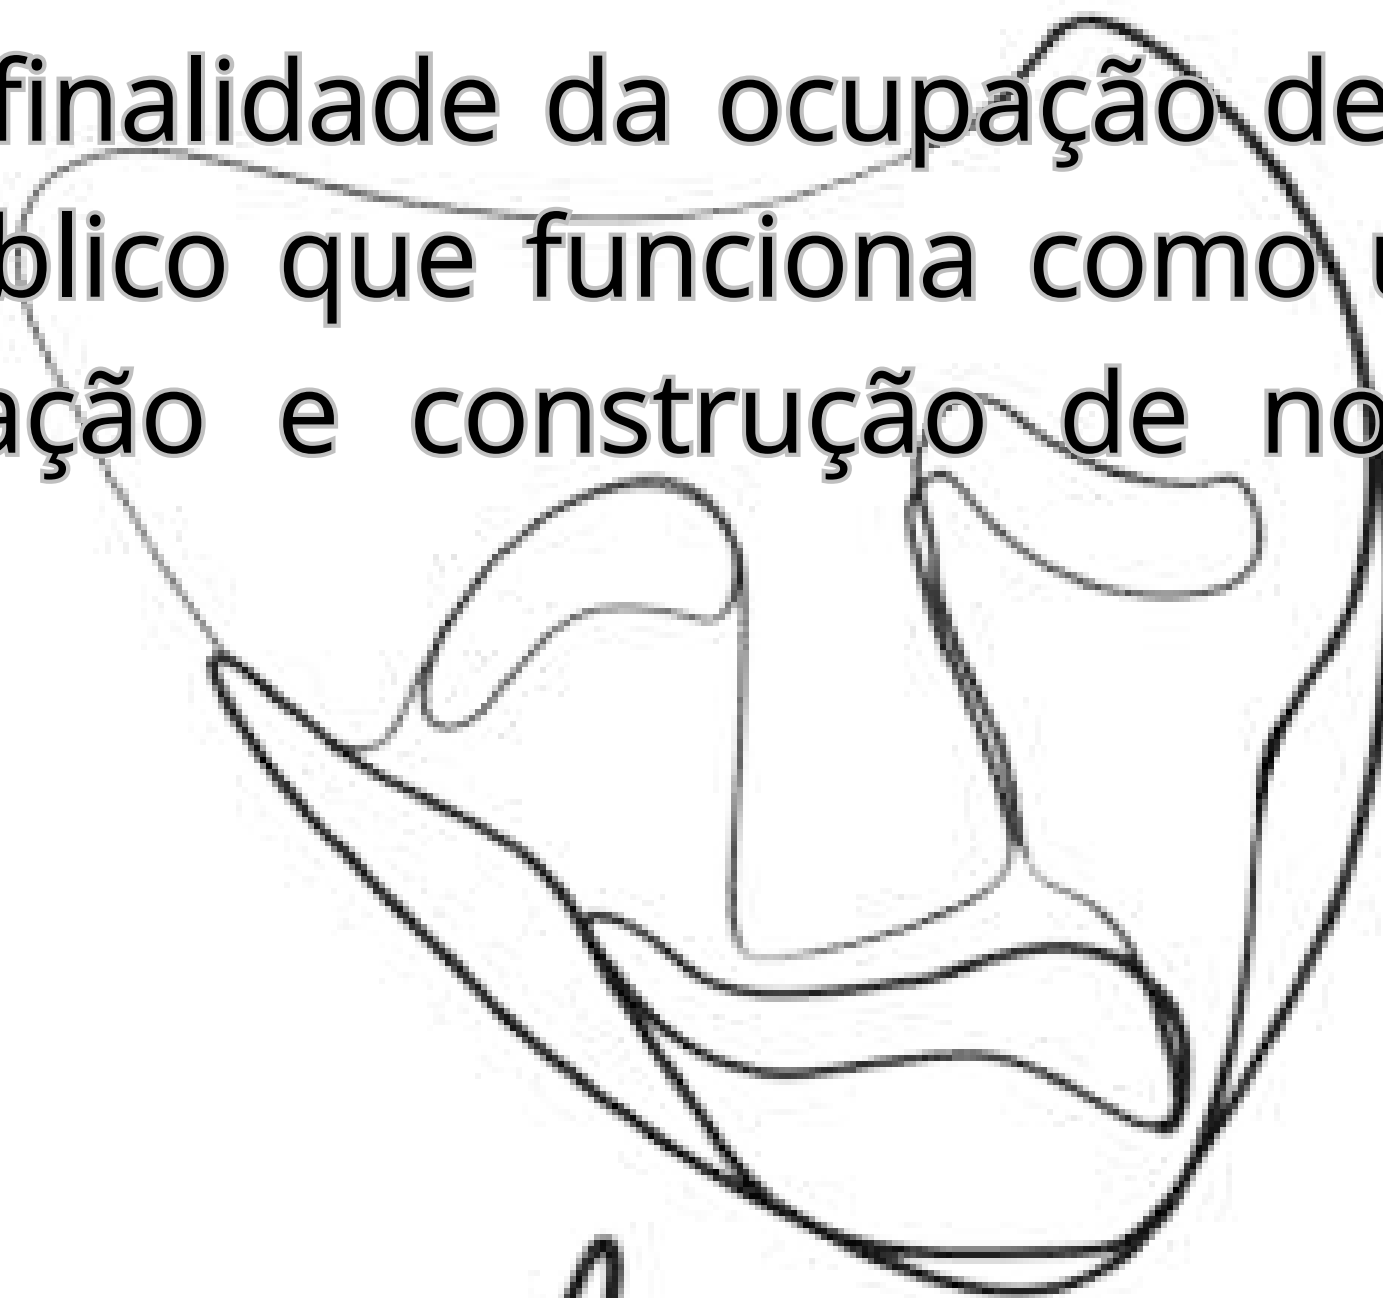 finalidade da ocupação de
blico que funciona como
ação e construção de no